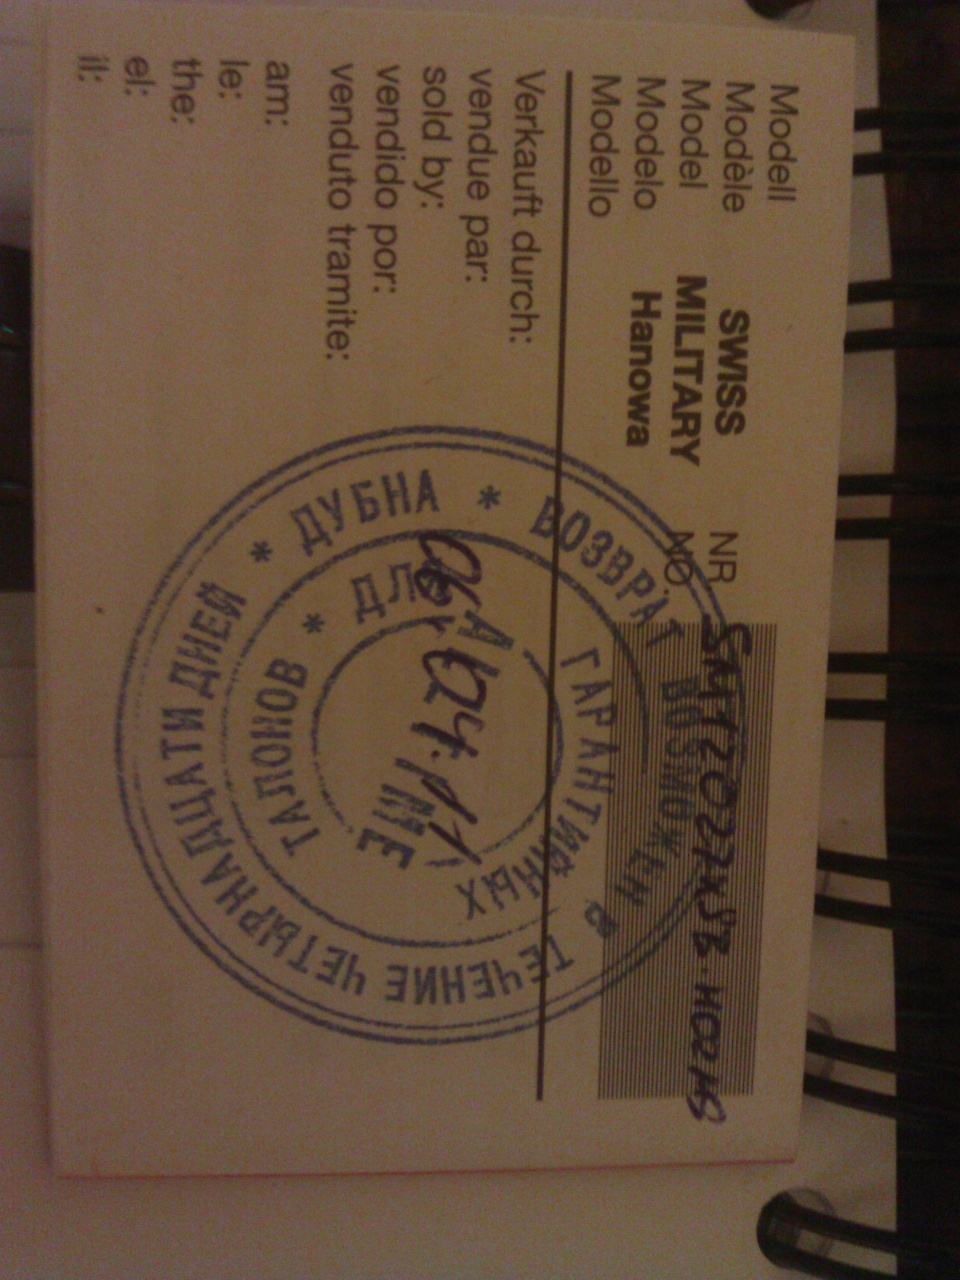 Modell
Modèle
Model
Modelo
Modello
SWISS
MILITARY
Hanowa
NR
NO.
Verkauft durch:
vendue par:
sold by:
vendido por:
venduto tramite:
am:
le:
the:
el:
il:
* ДУБНА * ВОЗВРАТ ВОЗМОЖЕН В ТЕЧЕНИЕ ЧЕТЫРНАДЦАТИ ДНЕЙ
* ДЛЯ ГАРАНТИЙНЫХ ТАЛОНОВ